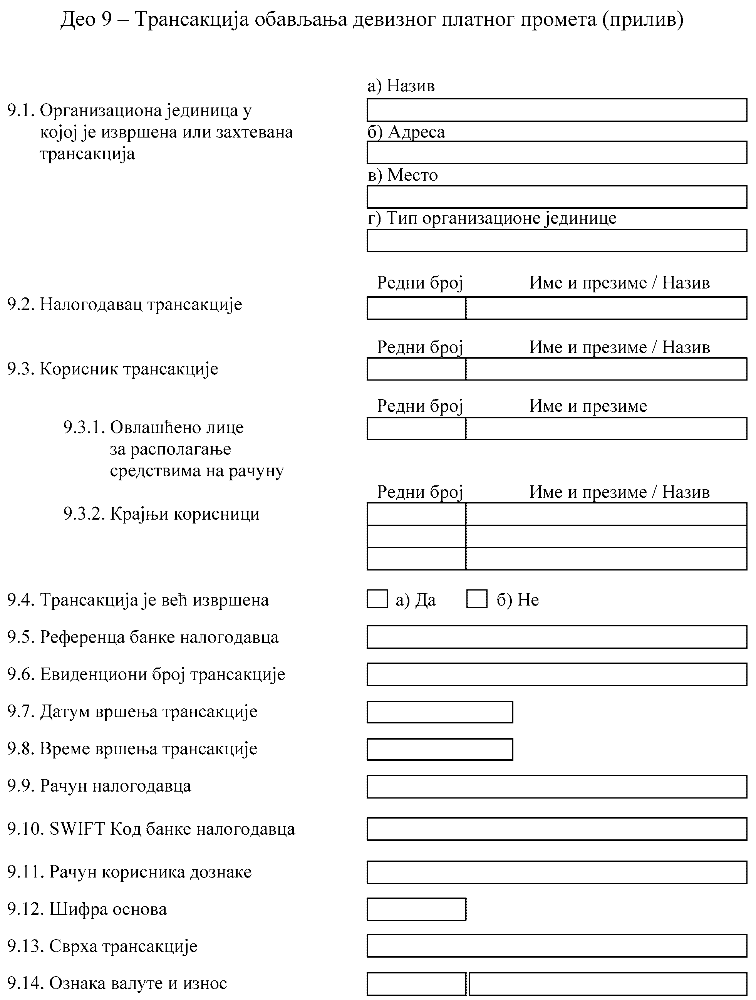 Део 9 – Трансакција обављања девизног платног промета (прилив)
а) Назив
9.1. Организациона јединица у
којој је извршена или захтевана
трансакција
б) Адреса
в) Место
г) Тип организационе јединице
Редни број Име и презиме / Назив
9.2. Налогодавац трансакције
Редни број Име и презиме / Назив
9.3. Корисник трансакције
Редни број Име и презиме
9.3.1. Овлашћено лице
за располагање
средствима на рачуну
Редни број Име и презиме / Назив
9.3.2. Крајњи корисници
9.4. Трансакција је већ извршена а) Да б) Не
9.5. Референца банке налогодавца
9.6. Евиденциони број трансакције
9.7. Датум вршења трансакције
9.8. Време вршења трансакције
9.9. Рачун налогодавца
9.10. SWIFT Код банке налогодавца
9.11. Рачун корисника дознаке
9.12. Шифра основа
9.13. Сврха трансакције
9.14. Ознака валуте и износ